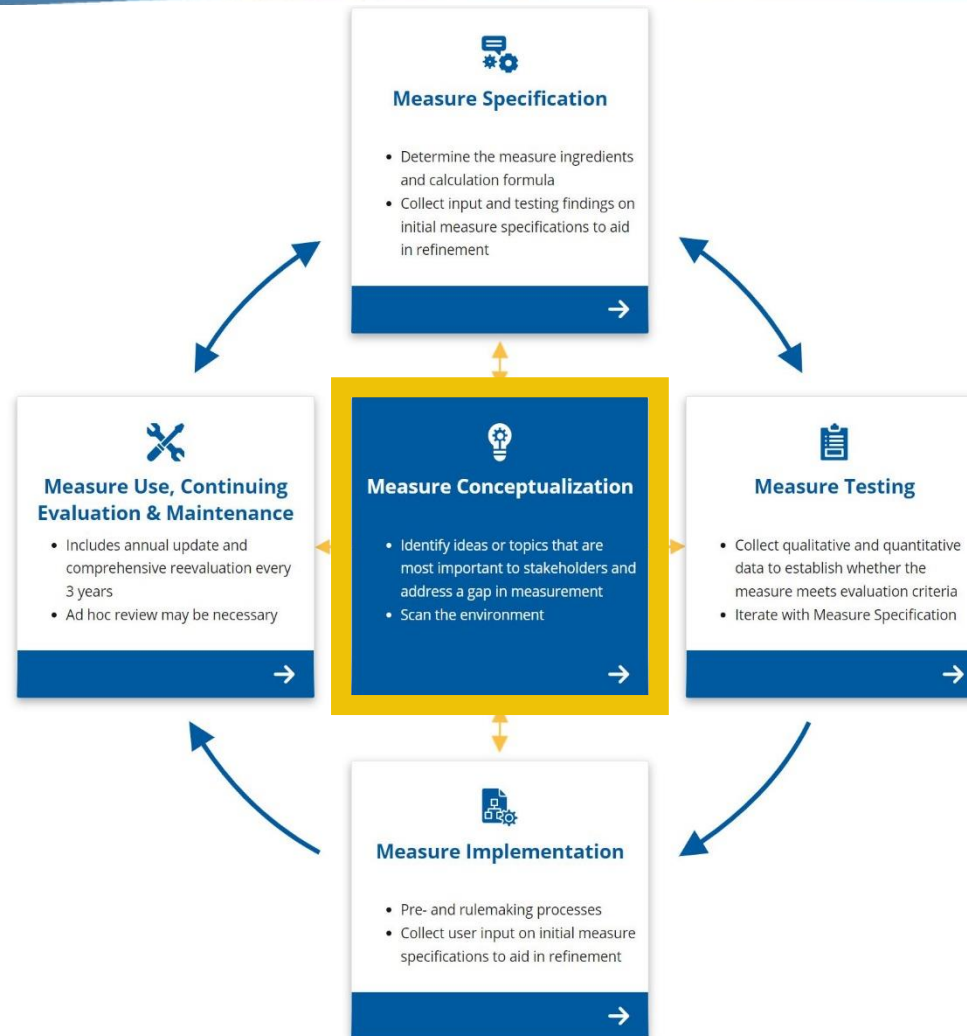 Measure Specification
• Determine the measure ingredients
and calculation formula
• Collect input and testing findings on
initial measure specifications to aid
in refinement
Measure Use, Continuing
Evaluation & Maintenance
• Includes annual update and
comprehensive reevaluation every
3 years
• Ad hoc review may be necessary
Measure Conceptualization
• Identify ideas or topics that are
most important to stakeholders and
address a gap in measurement
• Scan the environment
Measure Testing
• Collect qualitative and quantitative
data to establish whether the
measure meets evaluation criteria
• Iterate with Measure Specification
Measure Implementation
• Pre- and rulemaking processes
• Collect user input on initial measure
specifications to aid in refinement